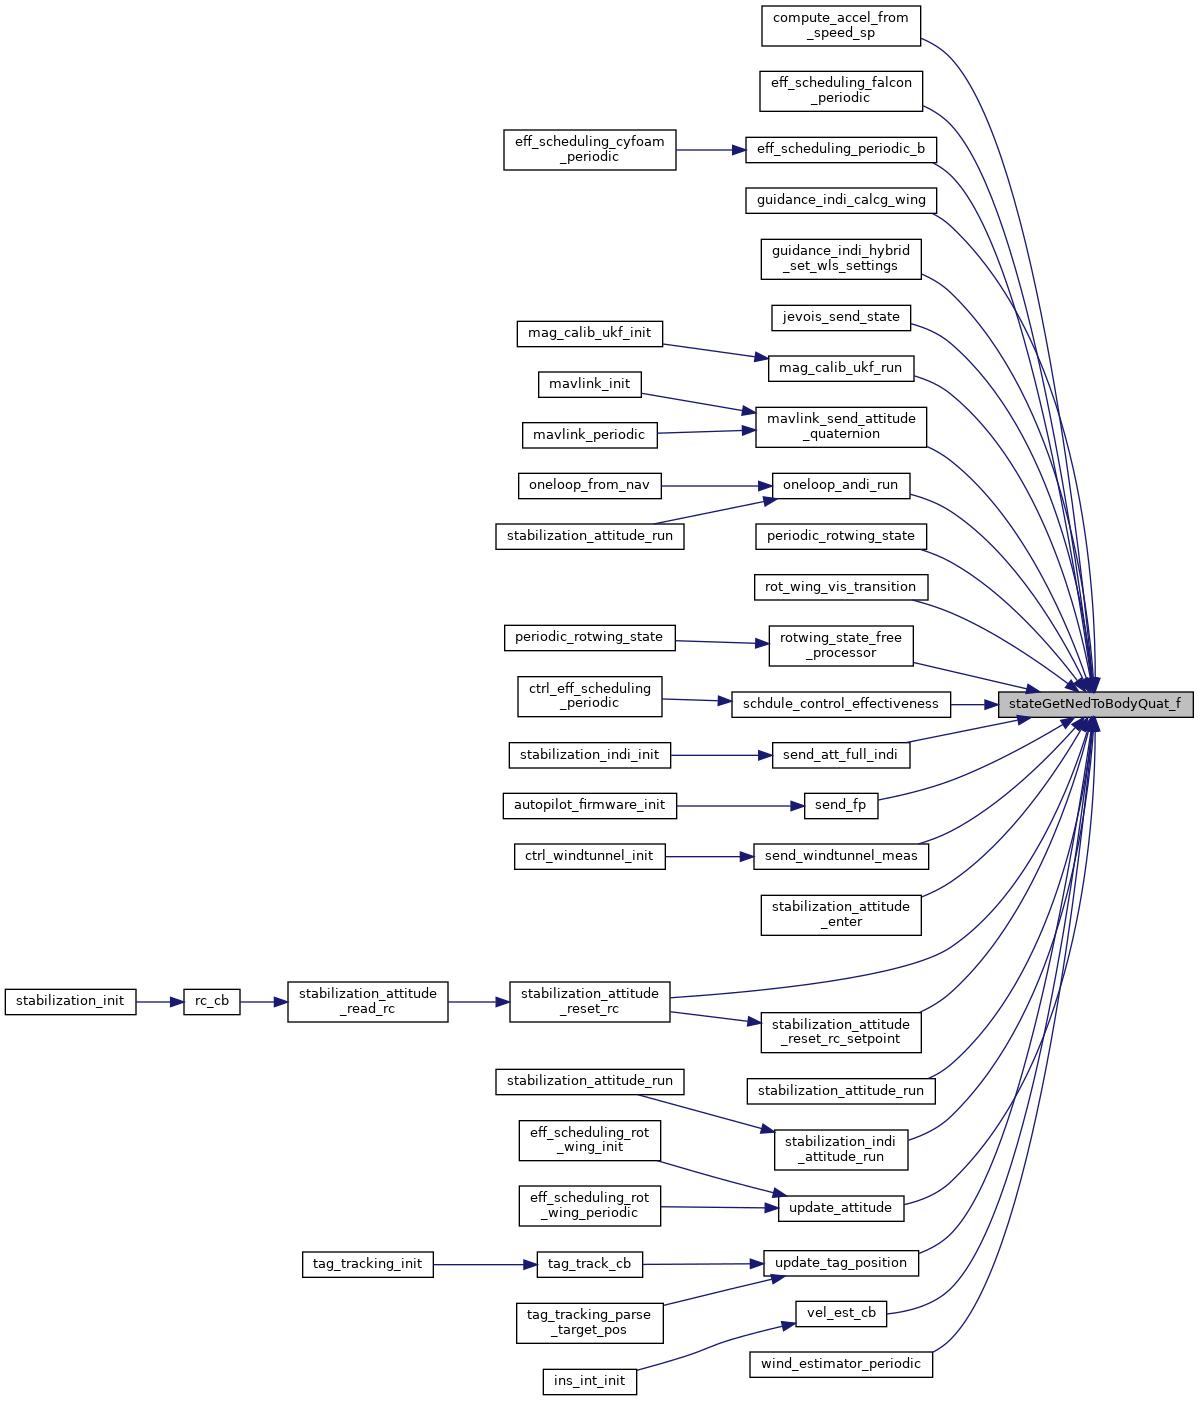 compute_accel_from
_speed_sp
eff_scheduling_falcon
_periodic
eff_scheduling_cyfoam
_periodic
eff_scheduling_periodic_b
guidance_indi_calcg_wing
guidance_indi_hybrid
_set_wls_settings
jevois_send_state
mag_calib_ukf_init
mag_calib_ukf_run
mavlink_init
mavlink_send_attitude
_quaternion
mavlink_periodic
oneloop_from_nav
oneloop_andi_run
stabilization_attitude_run
periodic_rotwing_state
rot_wing_vis_transition
periodic_rotwing_state
rotwing_state_free
_processor
ctrl_eff_scheduling
_periodic
schdule_control_effectiveness
stateGetNedToBodyQuat_f
stabilization_indi_init
send_att_full_indi
autopilot_firmware_init
send_fp
ctrl_windtunnel_init
send_windtunnel_meas
stabilization_attitude
_enter
stabilization_init
rc_cb
stabilization_attitude
_read_rc
stabilization_attitude
_reset_rc
stabilization_attitude
_reset_rc_setpoint
stabilization_attitude_run
stabilization_attitude_run
eff_scheduling_rot
_wing_init
stabilization_indi
_attitude_run
eff_scheduling_rot
_wing_periodic
update_attitude
tag_tracking_init
tag_track_cb
update_tag_position
tag_tracking_parse
_target_pos
vel_est_cb
ins_int_init
wind_estimator_periodic